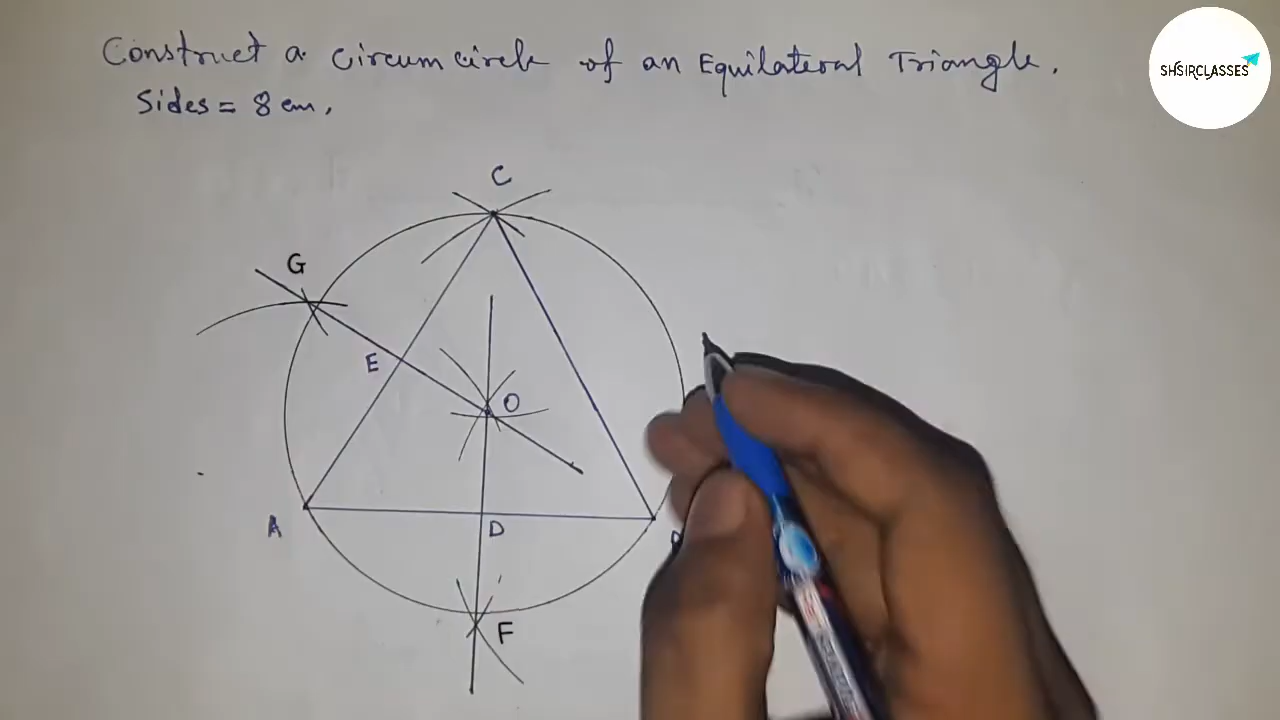 Construct a Circumcircle of an Equilateral Triangle.
Sides = 8 cm.
SHSIRCLASSES
C
G
E
O
A
D
F